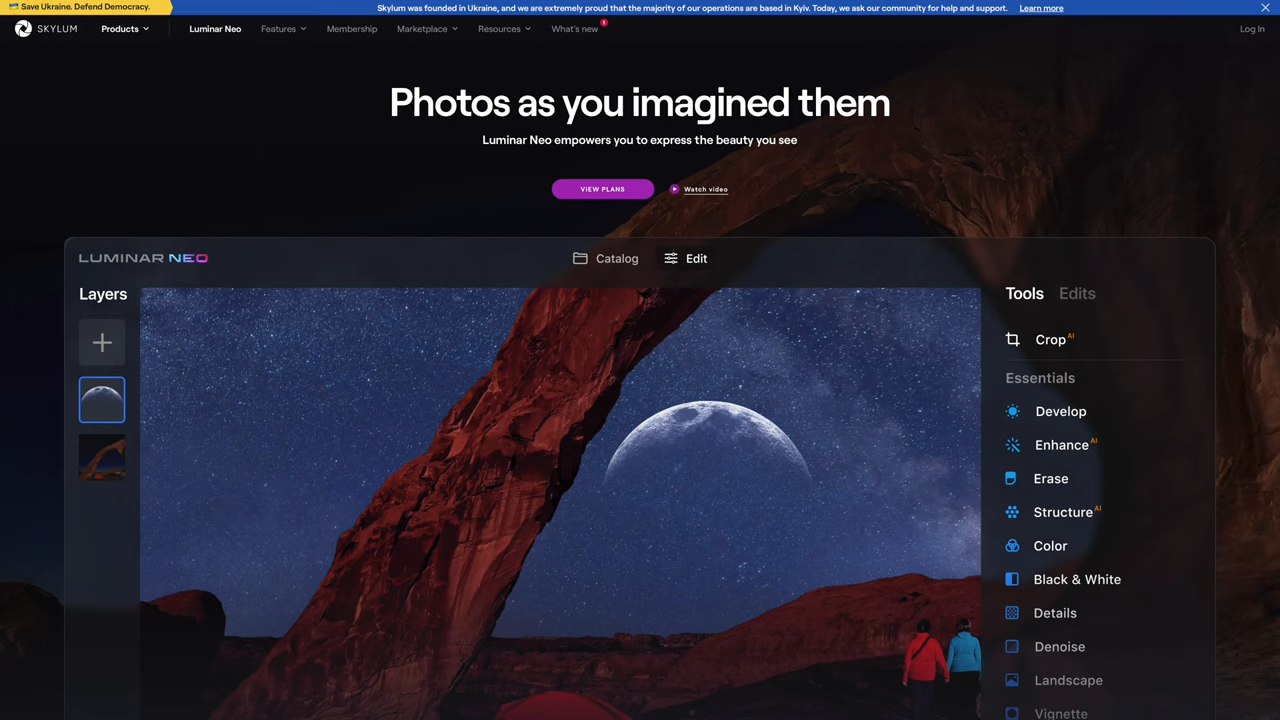 Save Ukraine. Defend Democracy.
Skylum was founded in Ukraine, and we are extremely proud that the majority of our operations are based in Kyiv. Today, we ask our community for help and support. Learn more
SKYLUM Products Luminar Neo Features Membership Marketplace Resources What's new 1 Log In
Photos as you imagined them
Luminar Neo empowers you to express the beauty you see
VIEW PLANS Watch video
LUMINAR NEO Catalog Edit
Layers
Tools Edits
Crop AI
Essentials
Develop
Enhance AI
Erase
Structure AI
Color
Black & White
Details
Denoise
Landscape
Vignette